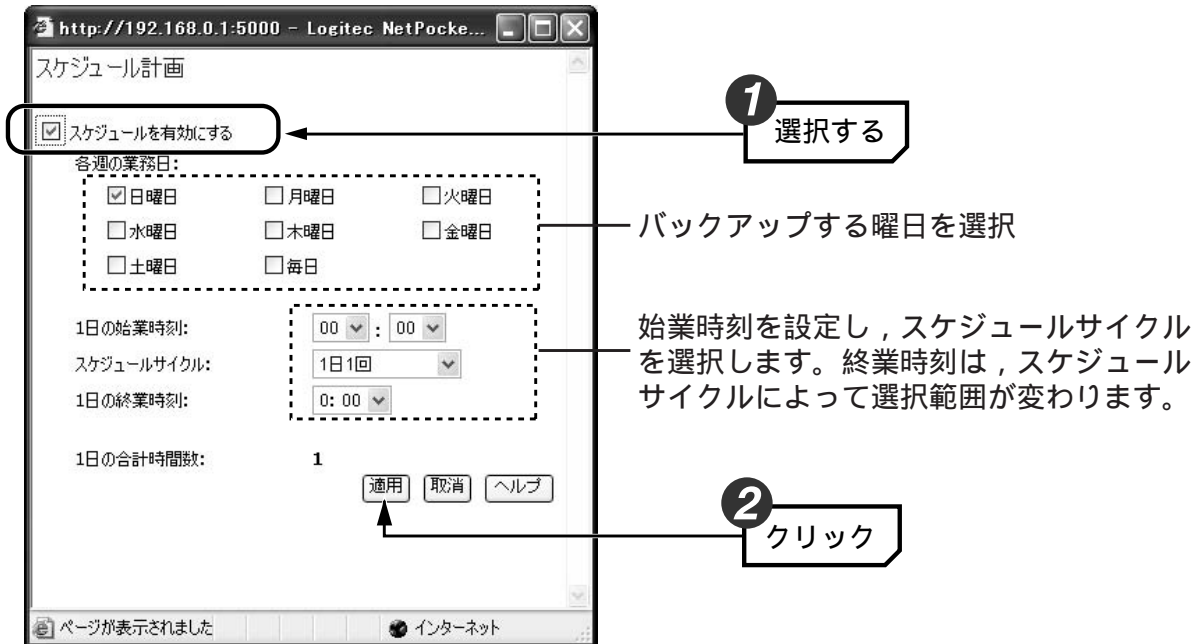 http://192.168.0.1:5000 - Logitec NetPocke...
スケジュール計画
スケジュールを有効にする
1
選択する
各週の業務日:
日曜日 月曜日 火曜日
水曜日 木曜日 金曜日
土曜日 毎日
バックアップする曜日を選択
1日の始業時刻: 00 : 00
スケジュールサイクル: 1日1回
1日の終業時刻: 0: 00
始業時刻を設定し,スケジュールサイクル
を選択します。終業時刻は,スケジュール
サイクルによって選択範囲が変わります。
1日の合計時間数: 1
適用 取消 ヘルプ
2
クリック
ページが表示されました インターネット